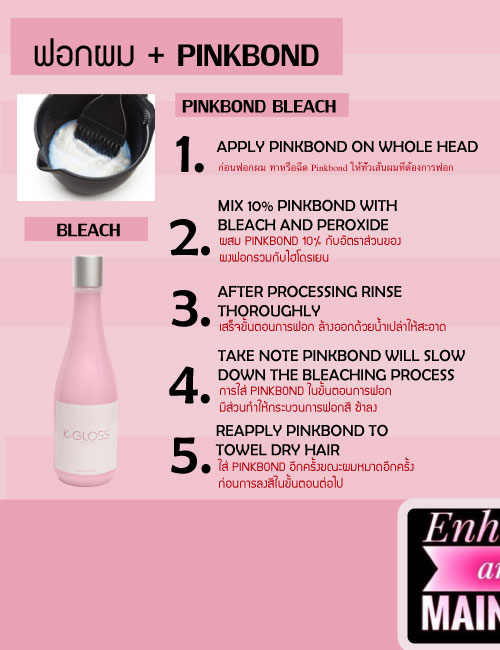 ฟอกผม + PINKBOND
PINKBOND BLEACH
1. APPLY PINKBOND ON WHOLE HEAD
ก่อนฟอกผม ทาหรือฉีด Pinkbond ให้ทั่วเส้นผมที่ต้องการฟอก
BLEACH
2. MIX 10% PINKBOND WITH
BLEACH AND PEROXIDE
ผสม PINKBOND 10% กับอัตราส่วนของ
ผงฟอกรวมกับไฮโดรเยน
3. AFTER PROCESSING RINSE
THOROUGHLY
เสร็จขั้นตอนการฟอก ล้างออกด้วยน้ำเปล่าให้สะอาด
4. TAKE NOTE PINKBOND WILL SLOW
DOWN THE BLEACHING PROCESS
การใส่ PINKBOND ในขั้นตอนการฟอก
มีส่วนทำให้กระบวนการฟอกสี ช้าลง
K-GLOSS
5. REAPPLY PINKBOND TO
TOWEL DRY HAIR
ใส่ PINKBOND อีกครั้งขณะผมหมาดอีกครั้ง
ก่อนการลงสีในขั้นตอนต่อไป
Enh
a
MAIN